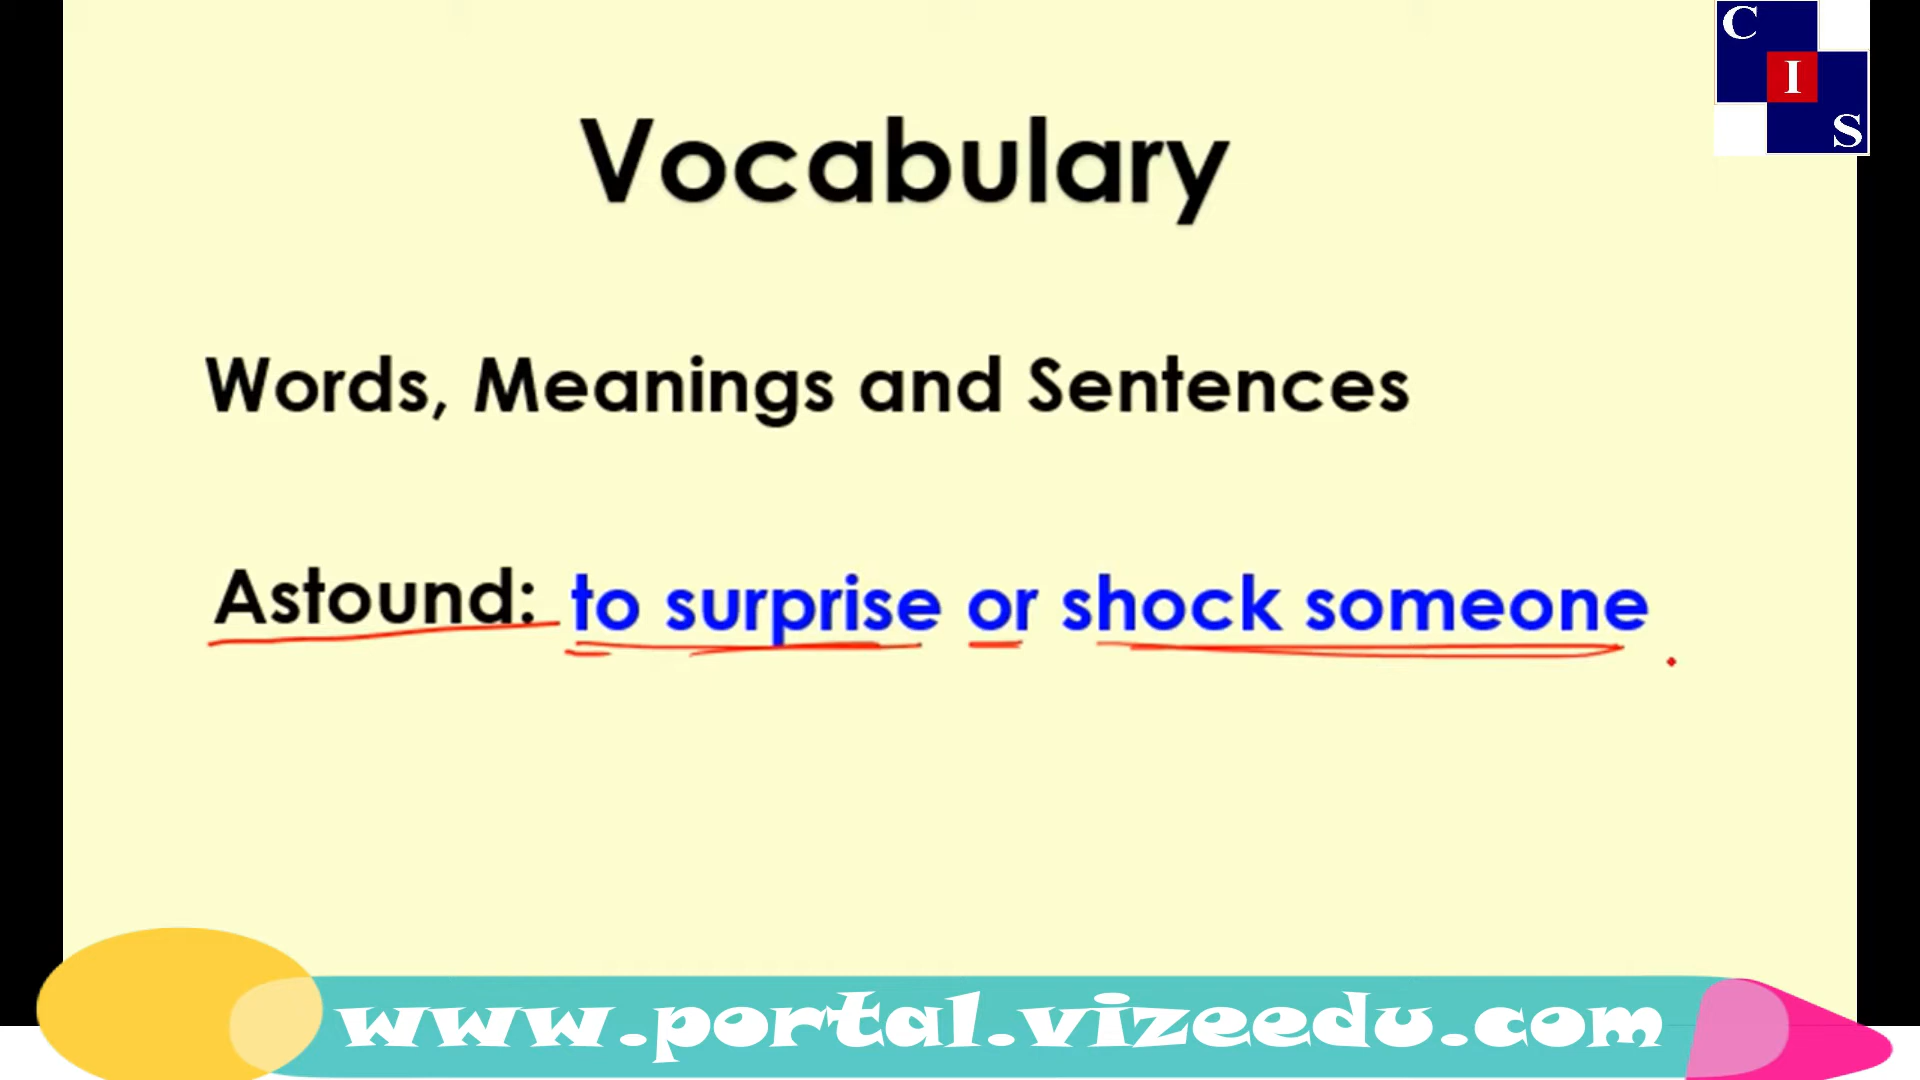 C
I
S
Vocabulary
Words, Meanings and Sentences
Astound: to surprise or shock someone
www.portal.vizeedu.com